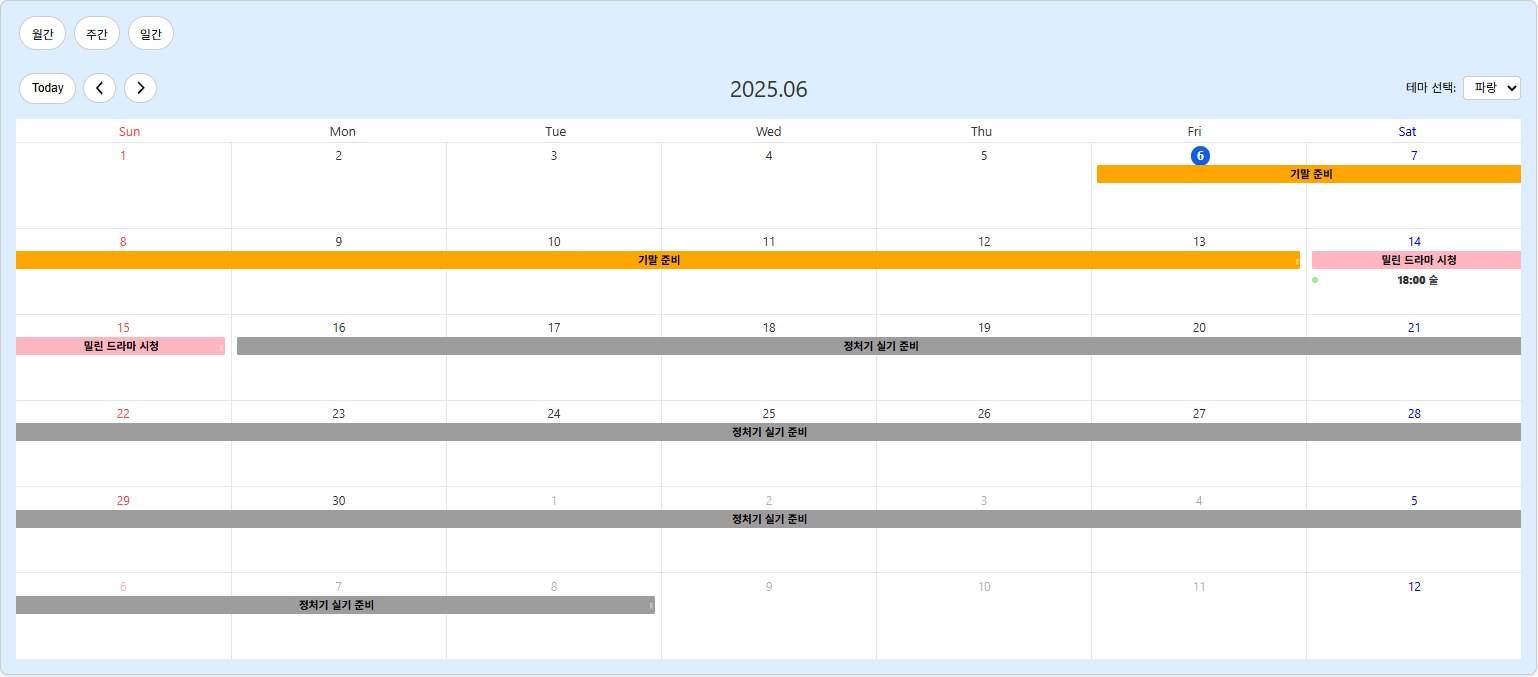 월간 주간 일간
Today 2025.06 테마 선택: 파랑
Sun Mon Tue Wed Thu Fri Sat
1 2 3 4 5 6 7
기말 준비
8 9 10 11 12 13 14
기말 준비 밀린 드라마 시청
18:00 술
15 16 17 18 19 20 21
밀린 드라마 시청 정처기 실기 준비
22 23 24 25 26 27 28
정처기 실기 준비
29 30 1 2 3 4 5
정처기 실기 준비
6 7 8 9 10 11 12
정처기 실기 준비